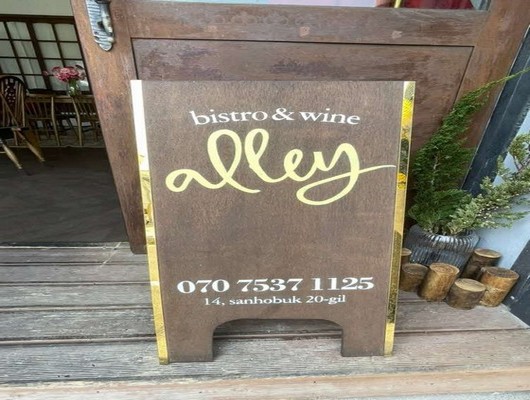 bistro & wine
alley
070 7537 1125
14, sanhobuk 20-gil